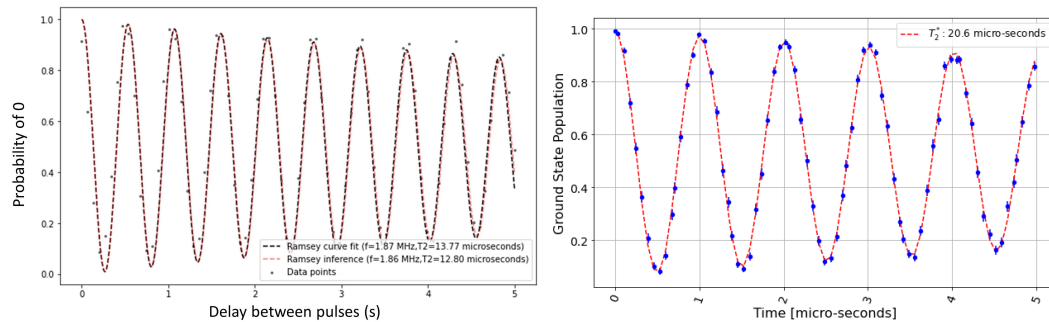 Probability of 0
1.0
0.8
0.6
0.4
0.2
0.0
Ramsey curve fit (f=1.87 MHz,T2=13.77 microseconds)
Ramsey inference (f=1.86 MHz,T2=12.80 microseconds)
Data points
0 1 2 3 4 5
Delay between pulses (s)
Ground State Population
1.0
0.8
0.6
0.4
0.2
T₂*: 20.6 micro-seconds
0 1 2 3 4 5
Time [micro-seconds]